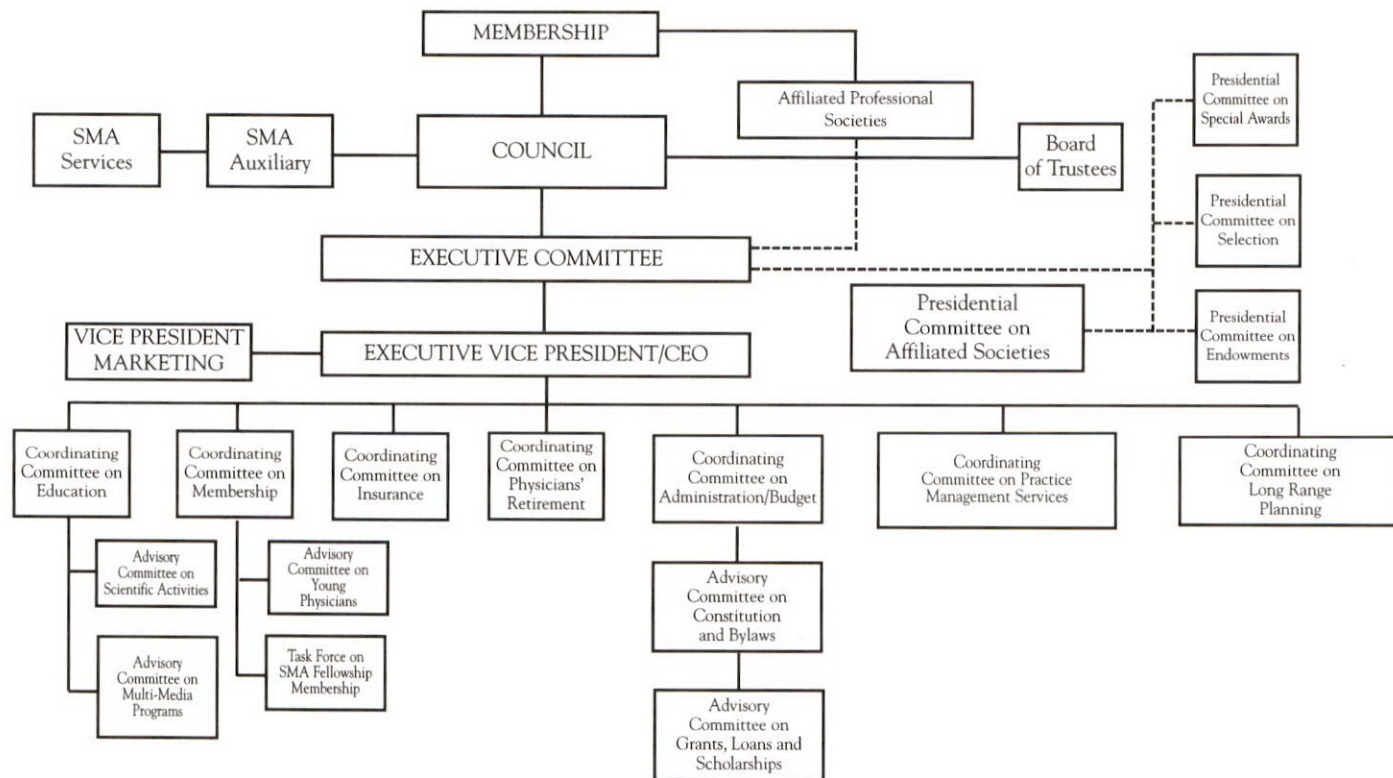 MEMBERSHIP
Affiliated Professional
Societies
Presidential
Committee on
Special Awards
SMA
Services
SMA
Auxiliary
COUNCIL
Board
of Trustees
Presidential
Committee on
Selection
EXECUTIVE COMMITTEE
Presidential
Committee on
Affiliated Societies
Presidential
Committee on
Endowments
VICE PRESIDENT
MARKETING
EXECUTIVE VICE PRESIDENT/CEO
Coordinating
Committee on
Education
Coordinating
Committee on
Membership
Coordinating
Committee on
Insurance
Coordinating
Committee on
Physicians'
Retirement
Coordinating
Committee on
Administration/Budget
Coordinating
Committee on Practice
Management Services
Coordinating
Committee on
Long Range
Planning
Advisory
Committee on
Scientific Activities
Advisory
Committee on
Multi-Media
Programs
Advisory
Committee on
Young
Physicians
Task Force on
SMA Fellowship
Membership
Advisory
Committee on
Constitution
and Bylaws
Advisory
Committee on
Grants, Loans and
Scholarships